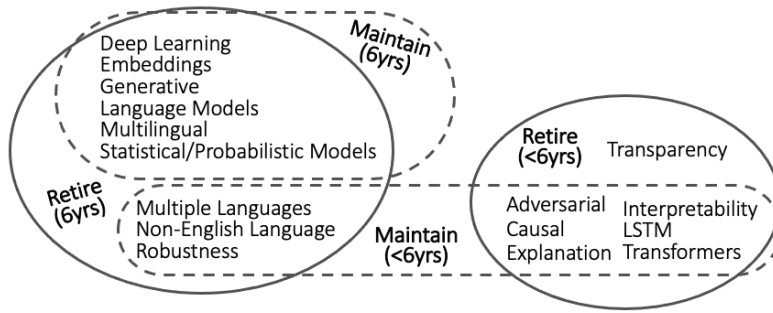 Deep Learning
Embeddings
Generative
Language Models
Multilingual
Statistical/Probabilistic Models
Maintain
(6yrs)
Retire
(6yrs)
Multiple Languages
Non-English Language
Robustness
Maintain
(<6yrs)
Retire
(<6yrs)
Transparency
Adversarial
Causal
Explanation
Interpretability
LSTM
Transformers